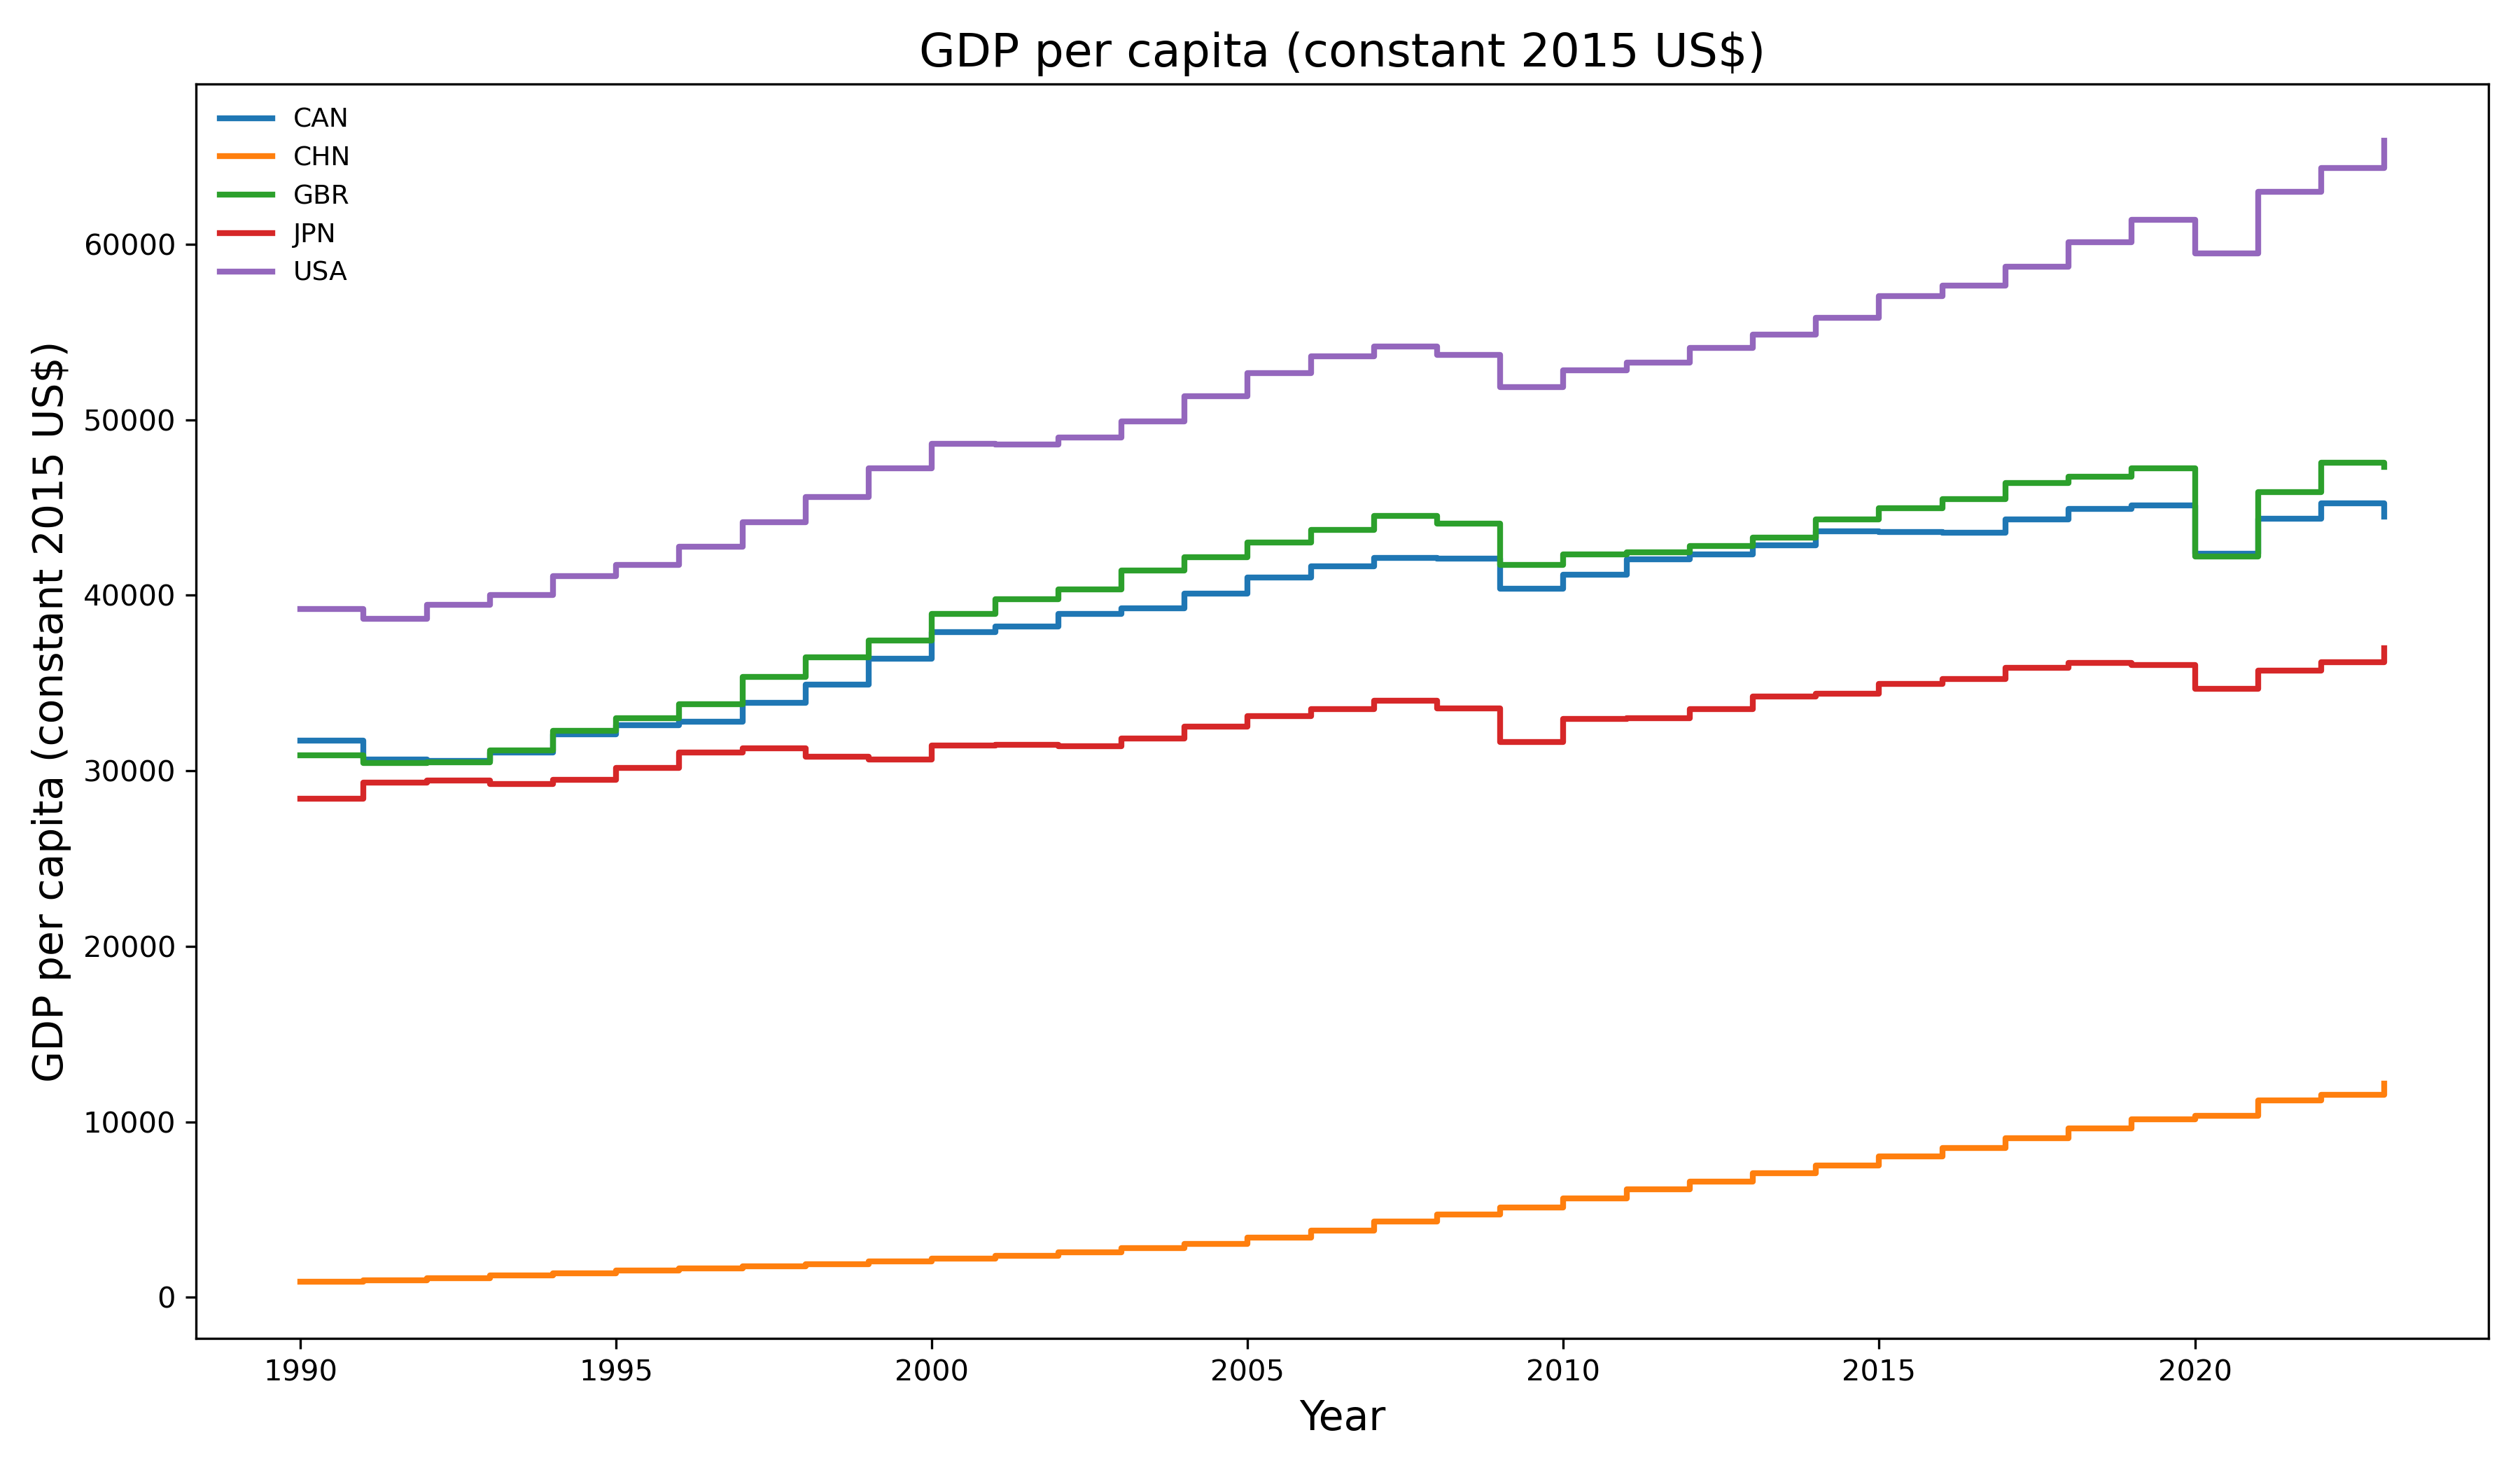 GDP per capita (constant 2015 US$)
CAN
CHN
GBR
JPN
USA
GDP per capita (constant 2015 US$)
60000
50000
40000
30000
20000
10000
0
1990 1995 2000 2005 2010 2015 2020
Year